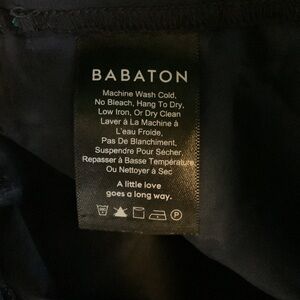 BABATON
Machine Wash Cold,
No Bleach, Hang To Dry,
Low Iron, Or Dry Clean
Laver à La Machine à
L'eau Froide,
Pas De Blanchiment,
Suspendre Pour Sécher,
Repasser à Basse Température
Ou Nettoyer à Sec
A little love
goes a long way.